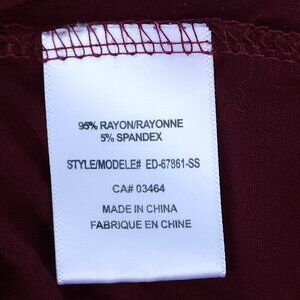 95% RAYON/RAYONNE
5% SPANDEX
STYLE/MODELE# ED-67861-SS
CA# 03464
MADE IN CHINA
FABRIQUE EN CHINE